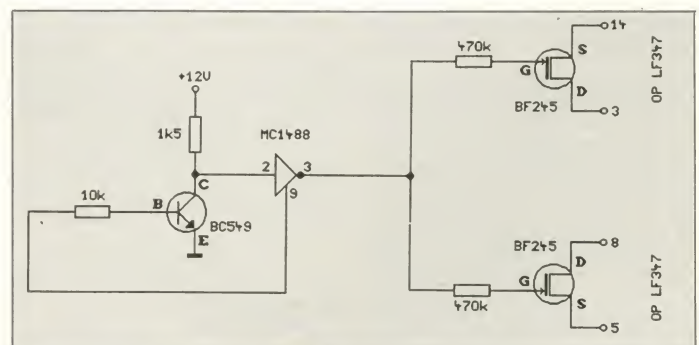 14
470k
S
G
D
BF245
3
OP LF347
+12V
1k5
MC1488
2
3
9
C
10k
B
BC549
E
BF245
8
D
G
S
470k
5
OP LF347